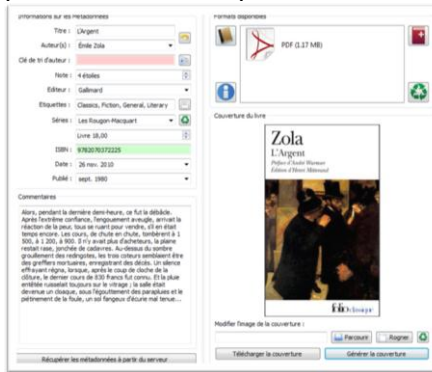 Informations sur les Métadonnées
Titre : L'Argent
Auteur(s) : Émile Zola
Clé de tri d'auteur :
Note : 4 étoiles
Editeur : Gallimard
Etiquettes : Classics, Fiction, General, Literary
Séries : Les Rougon-Macquart
Livre 18,00
ISBN : 9782070372225
Date : 26 nov. 2010
Publié : sept. 1980
Commentaires
Alors, pendant la dernière demi-heure, ce fut la débâcle.
Après l'extrême confiance, l'engouement aveugle, arrivait la
réaction de la peur, tous se ruant pour vendre, s'il en était
temps encore. Les cours, de chute en chute, tombèrent à 1
500, à 1 200, à 900. Il n'y avait plus d'acheteurs, la plaine
restait rase, jonchée de cadavres. Au-dessus du sombre
grouillement des redingotes, les trois coteurs semblaient être
des greffiers mortuaires, enregistrant des décès. Un silence
effrayant régna, lorsque, après le coup de cloche de la
clôture, le dernier cours de 830 francs fut connu. Et la pluie
entêtée ruisselait toujours sur le vitrage ; la salle était
devenue un cloaque, sous l'égouttement des parapluies et le
piétinement de la foule, un sol fangeux d'écurie mal tenue...
Récupérer les métadonnées à partir du serveur
Formats disponibles
PDF (1.17 MB)
Couverture du livre
Zola
L'Argent
Préface d'André Wurmser
Édition d'Henri Mitterand
folio classique
Modifier l'image de la couverture :
Parcourir
Rogner
Télécharger la couverture
Générer la couverture